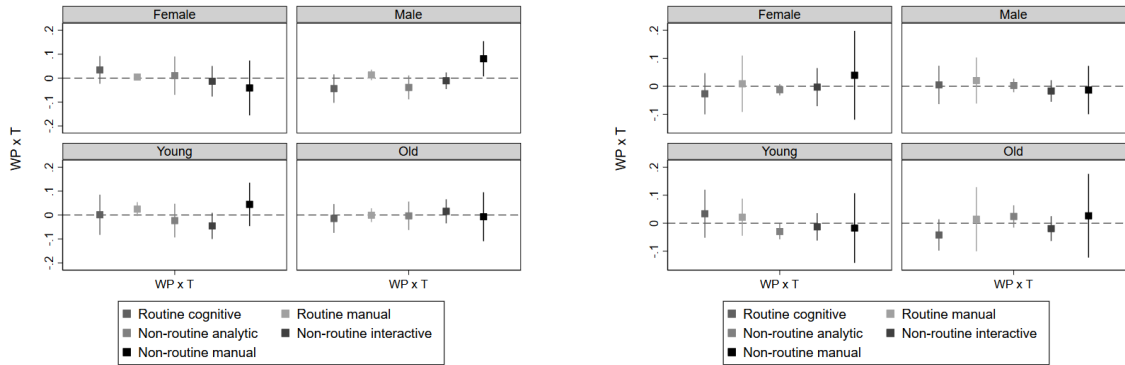 Female
Male
.2
.1
0
-.1
-.2
Young
Old
.2
.1
0
-.1
-.2
WP x T
WP x T
WP x T
Routine cognitive
Routine manual
Non-routine analytic
Non-routine interactive
Non-routine manual
Female
Male
.2
.1
0
-.1
Young
Old
.2
.1
0
-.1
WP x T
WP x T
WP x T
Routine cognitive
Routine manual
Non-routine analytic
Non-routine interactive
Non-routine manual